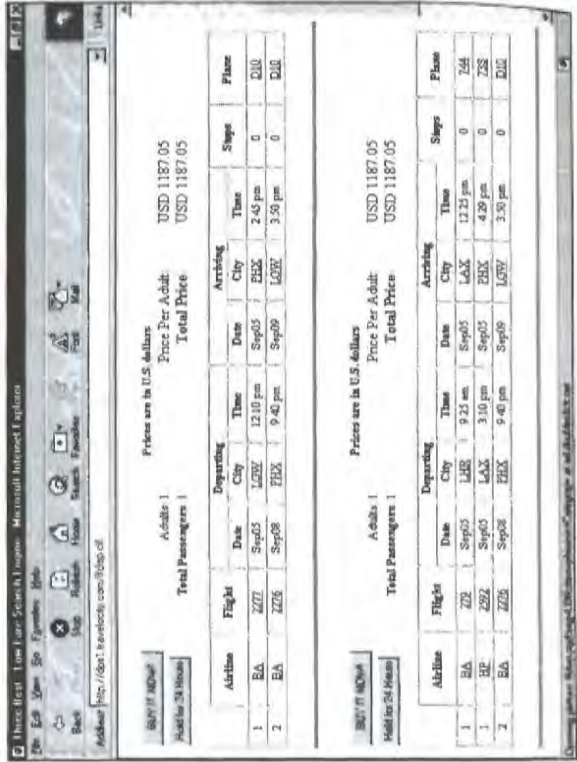 Three Best - Low Fare Search Engine - Microsoft Internet Explorer
File Edit View Go Favorites Help
Back Stop Refresh Home Search Favorites Font Mail
Address Links
BUY IT NOW!
Hold for 24 Hours
Prices are in U.S. dollars
Adults 1 Price Per Adult USD 1187.05
Total Passengers 1 Total Price USD 1187.05
Departing Arriving
Airline Flight Date City Time Date City Time Stops Plane
1 BA 2277 Sep05 LGW 12:10 pm Sep05 PHX 2:45 pm 0 D10
2 BA 2276 Sep08 PHX 9:40 pm Sep09 LGW 3:50 pm 0 D10
BUY IT NOW!
Hold for 24 Hours
Prices are in U.S. dollars
Adults 1 Price Per Adult USD 1187.05
Total Passengers 1 Total Price USD 1187.05
Departing Arriving
Airline Flight Date City Time Date City Time Stops Plane
1 BA 279 Sep05 LHR 9:25 am Sep05 LAX 12:25 pm 0 744
1 HP 2592 Sep05 LAX 3:10 pm Sep05 PHX 4:29 pm 0 73S
2 BA 2276 Sep08 PHX 9:40 pm Sep09 LGW 3:50 pm 0 D10